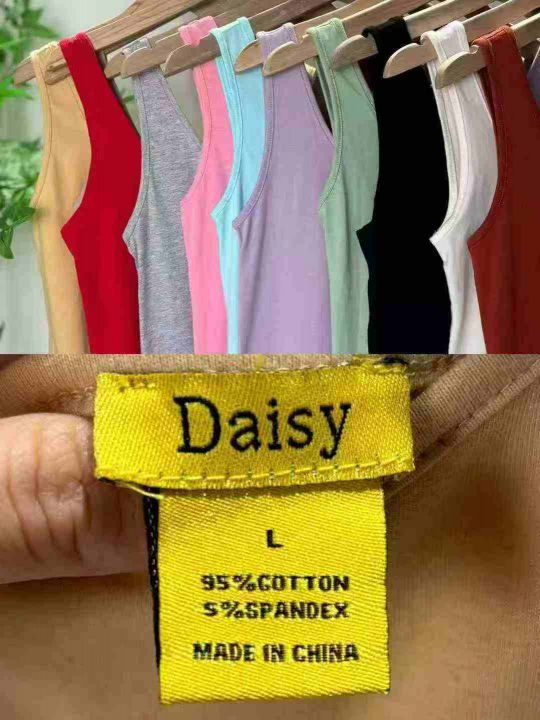 Daisy
L
95%COTTON
5%SPANDEX
MADE IN CHINA